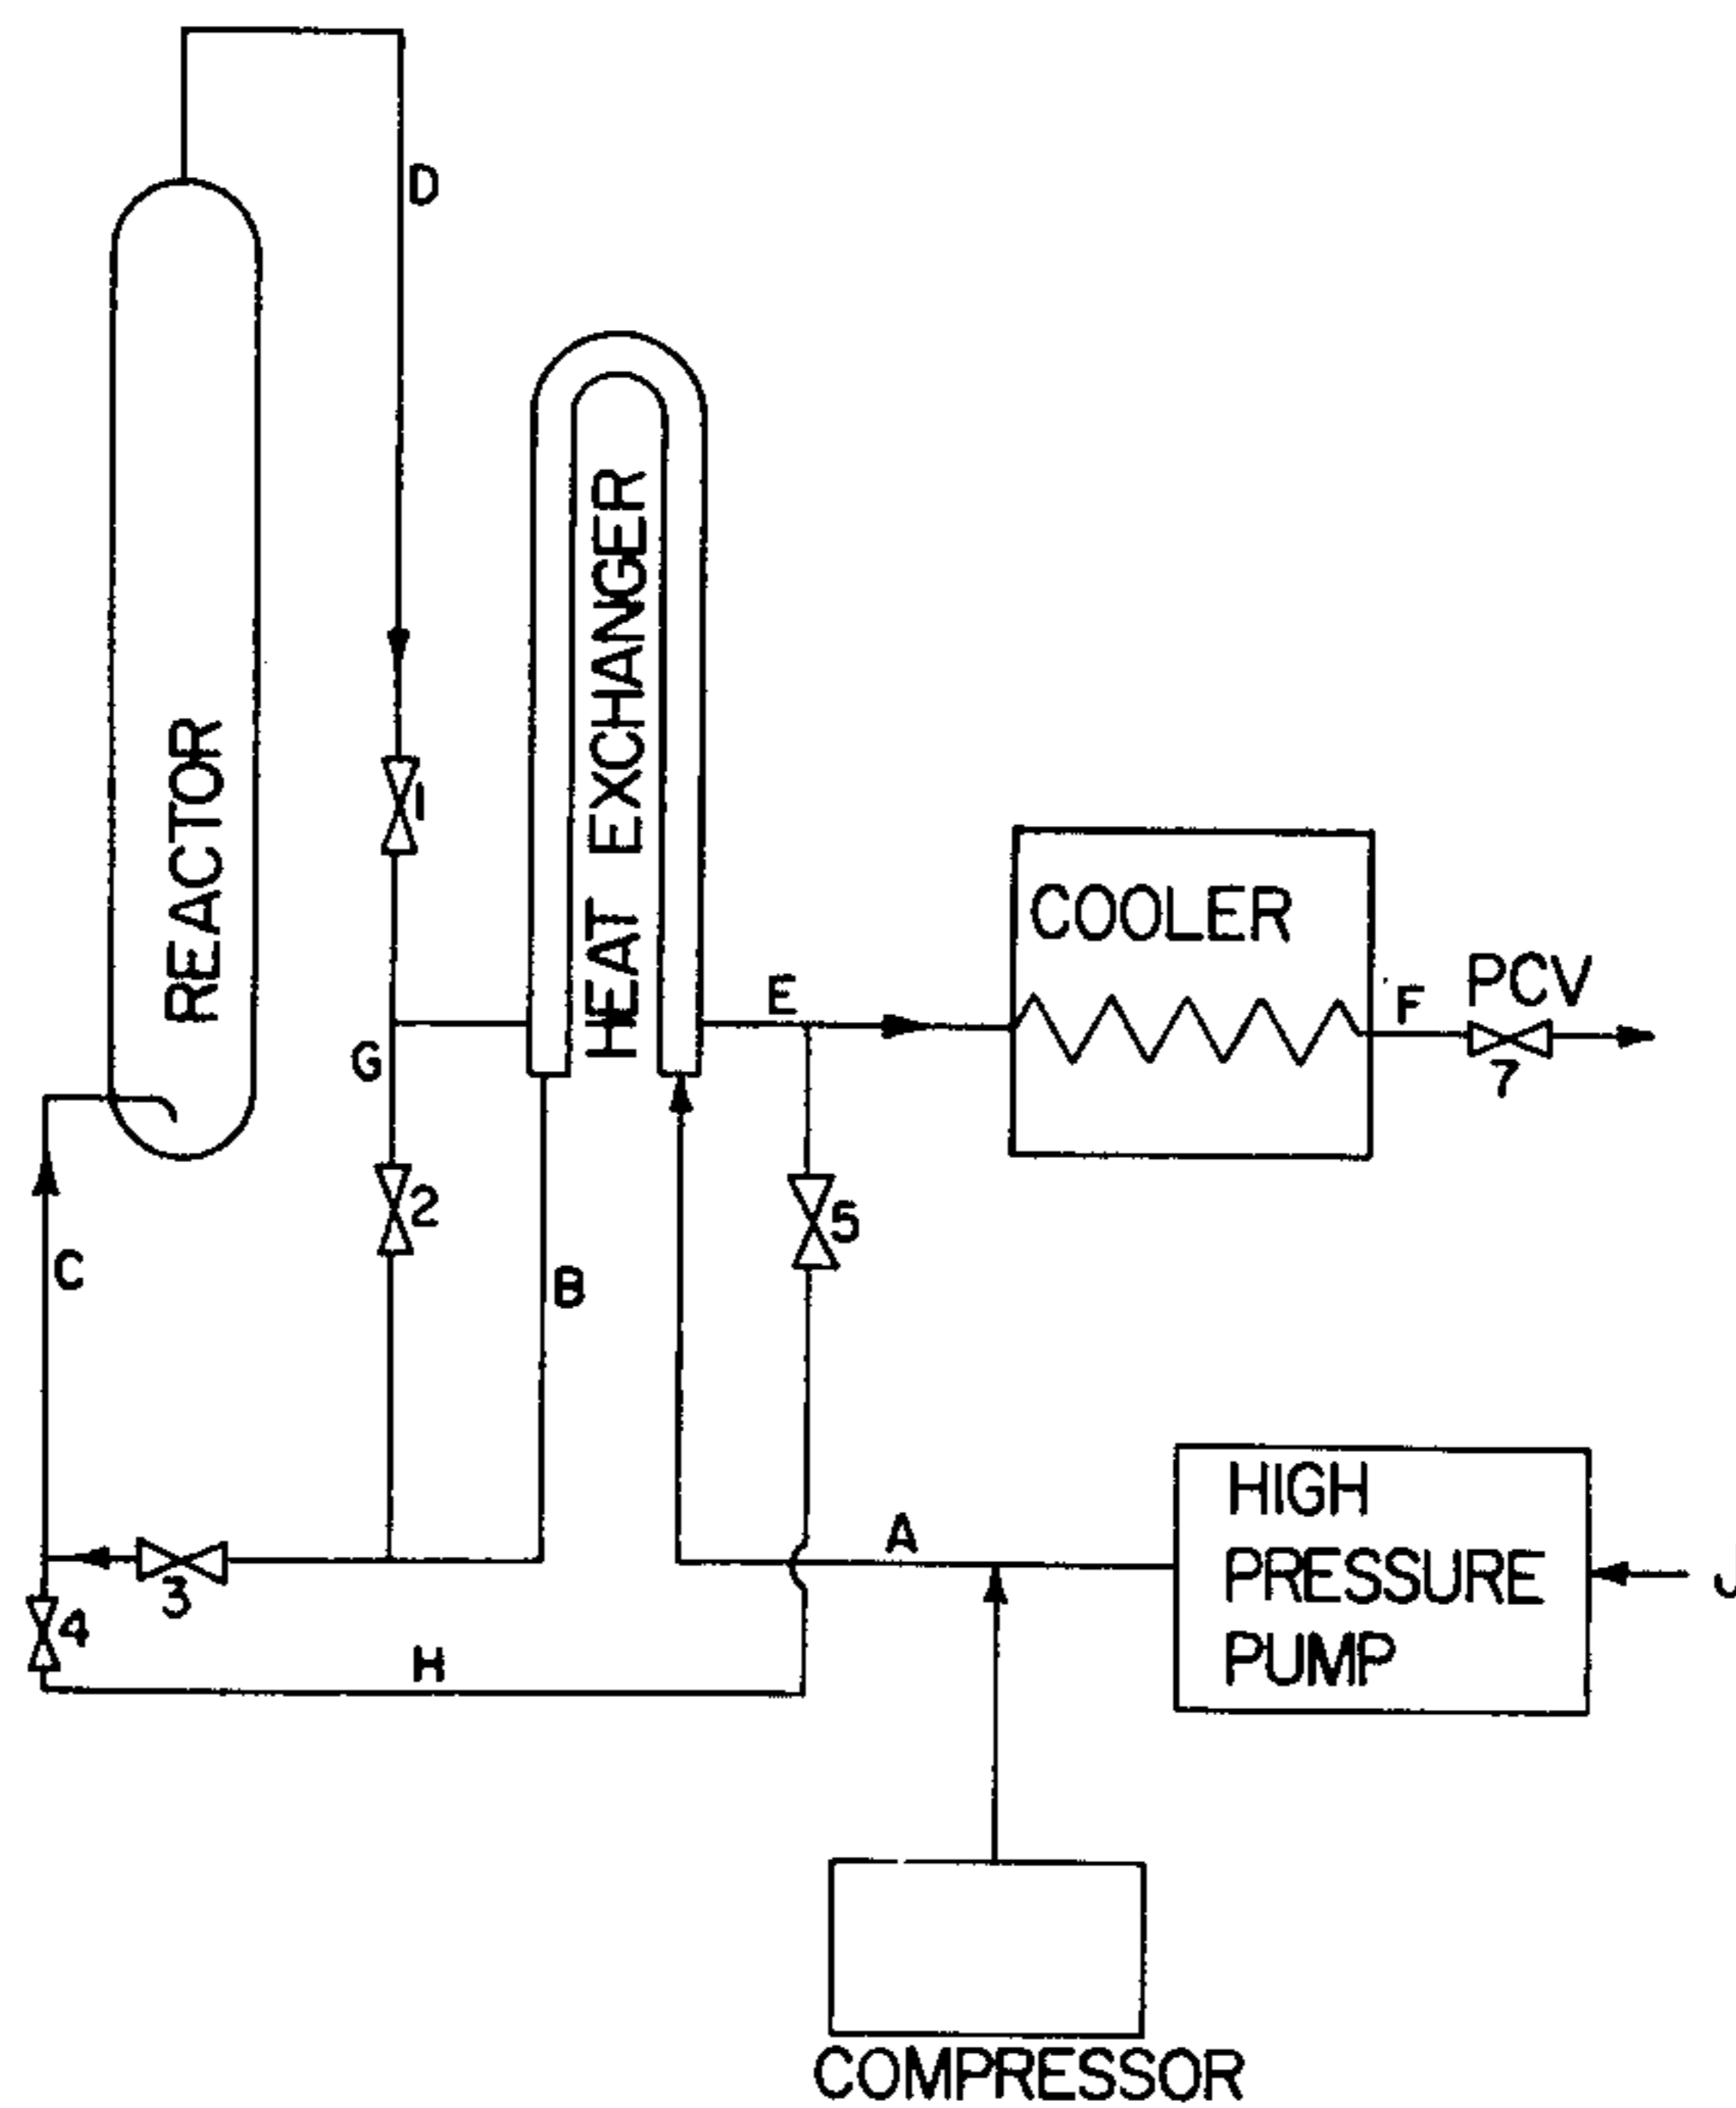 D
REACTOR
HEAT EXCHANGER
1
COOLER
E
F
PCV
7
G
2
5
C
B
HIGH
PRESSURE
PUMP
A
J
3
4
H
COMPRESSOR